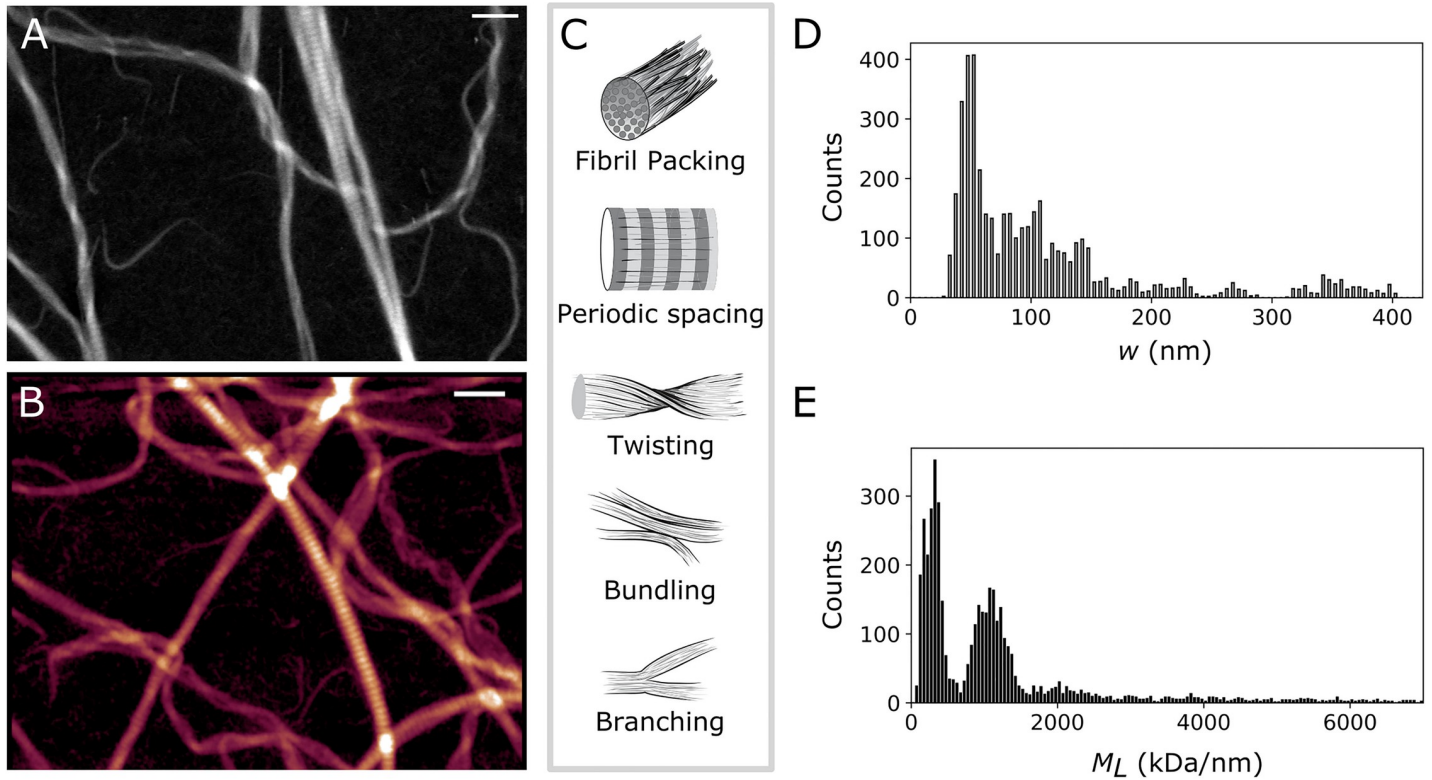 A
B
C
Fibril Packing
Periodic spacing
Twisting
Bundling
Branching
D
400
300
200
100
0
Counts
0 100 200 300 400
w (nm)
E
300
200
100
0
Counts
0 2000 4000 6000
M_L (kDa/nm)